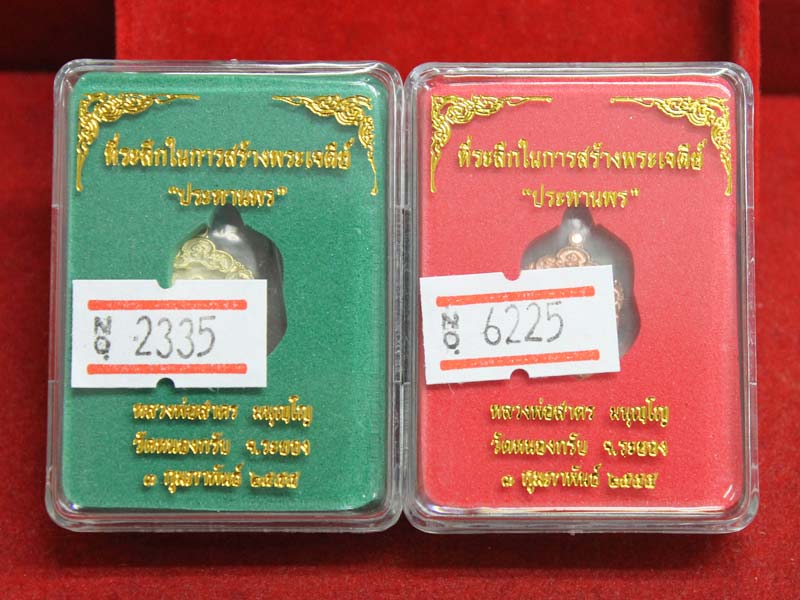 ที่ระลึกในการสร้างพระเจดีย์
"ประทานพร"
NO. 2335
หลวงพ่อสาคร มนุญโญ
วัดหนองกรับ จ.ระยอง
๓ กุมภาพันธ์ ๒๕๕๕
ที่ระลึกในการสร้างพระเจดีย์
"ประทานพร"
NO. 6225
หลวงพ่อสาคร มนุญโญ
วัดหนองกรับ จ.ระยอง
๓ กุมภาพันธ์ ๒๕๕๕